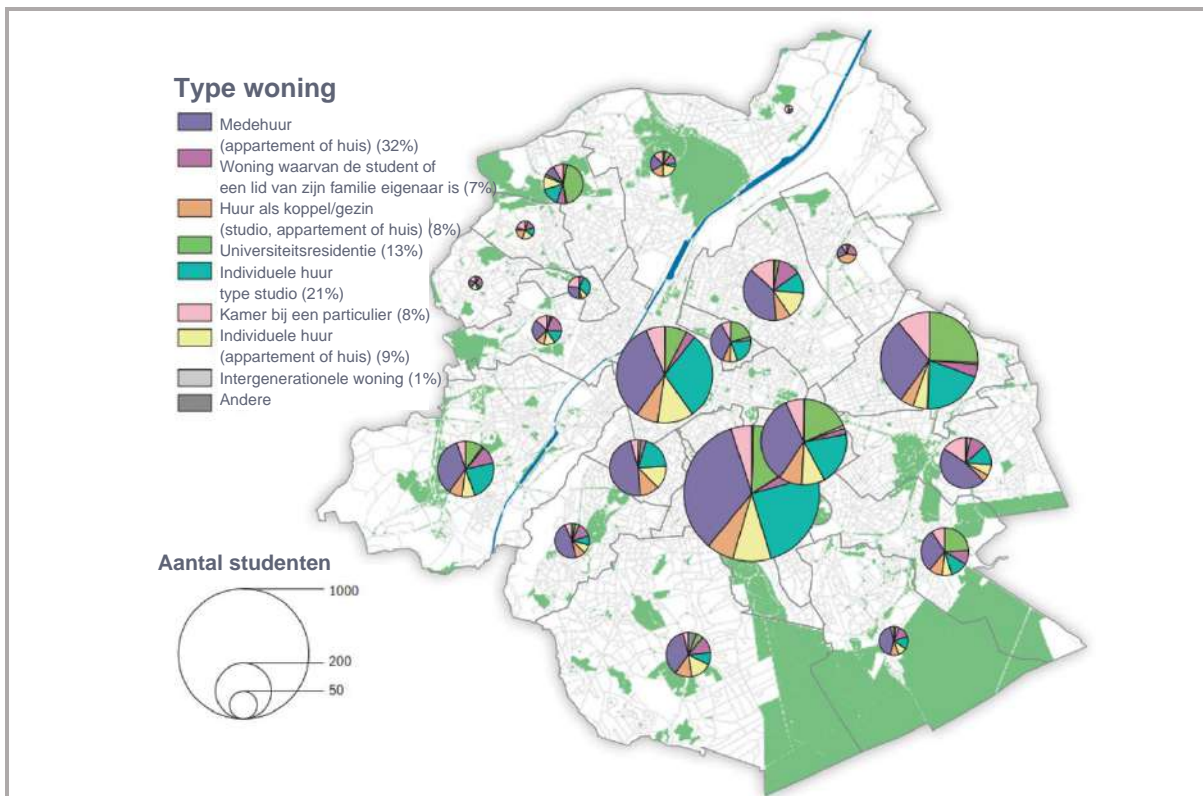 Type woning
Medehuur
(appartement of huis) (32%)
Woning waarvan de student of
een lid van zijn familie eigenaar is (7%)
Huur als koppel/gezin
(studio, appartement of huis) (8%)
Universiteitsresidentie (13%)
Individuele huur
type studio (21%)
Kamer bij een particulier (8%)
Individuele huur
(appartement of huis) (9%)
Intergenerationele woning (1%)
Andere
Aantal studenten
1000
200
50